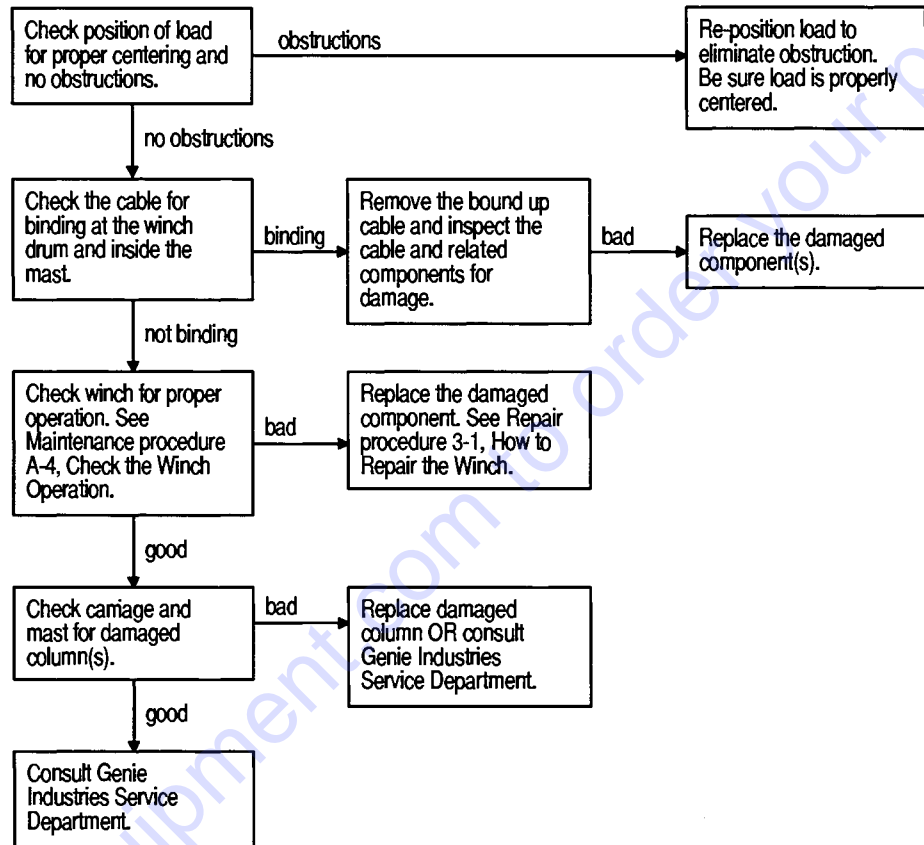 Check position of load
for proper centering and
no obstructions.
obstructions
Re-position load to
eliminate obstruction.
Be sure load is properly
centered.
no obstructions
Check the cable for
binding at the winch
drum and inside the
mast.
binding
Remove the bound up
cable and inspect the
cable and related
components for
damage.
bad
Replace the damaged
component(s).
not binding
Check winch for proper
operation. See
Maintenance procedure
A-4, Check the Winch
Operation.
bad
Replace the damaged
component. See Repair
procedure 3-1, How to
Repair the Winch.
good
Check carriage and
mast for damaged
column(s).
bad
Replace damaged
column OR consult
Genie Industries
Service Department.
good
Consult Genie
Industries Service
Department.
uipment.com to order your p